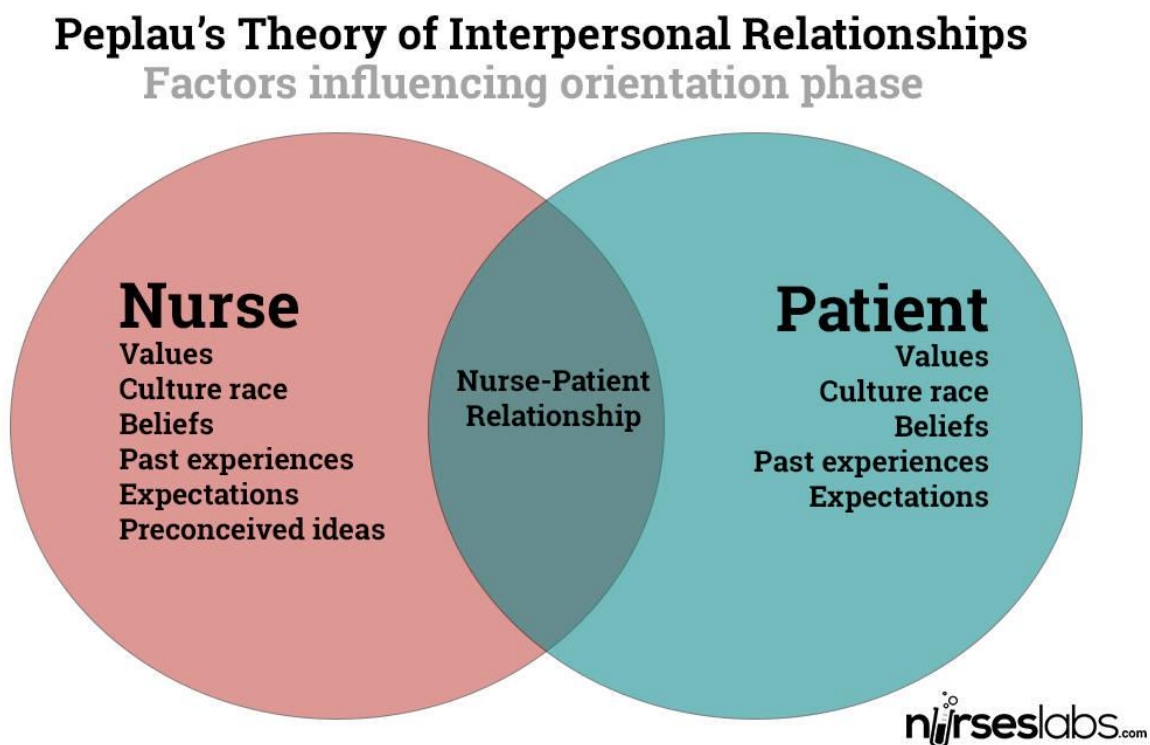 Peplau's Theory of Interpersonal Relationships
Factors influencing orientation phase
Nurse
Values
Culture race
Beliefs
Past experiences
Expectations
Preconceived ideas
Nurse-Patient
Relationship
Patient
Values
Culture race
Beliefs
Past experiences
Expectations
nurseslabs.com